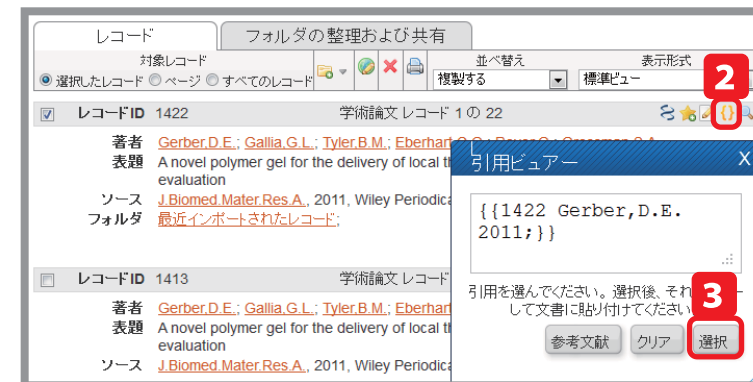 レコード フォルダの整理および共有
対象レコード 並べ替え 表示形式
選択したレコード ページ すべてのレコード 複製する 標準ビュー
2
レコードID 1422 学術論文 レコード 1 の 22
著者 Gerber,D.E.; Gallia,G.L.; Tyler,B.M.;
表題 A novel polymer gel for the delivery of local
evaluation
ソース J.Biomed.Mater.Res.A., 2011, Wiley
フォルダ 最近インポートされたレコード;
引用ビュアー X
{{1422 Gerber,D.E.
2011;}}
引用を選んでください。選択後、
して文書に貼り付けてください
3
参考文献 クリア 選択
レコードID 1413 学術論文 レコード
著者 Gerber,D.E.; Gallia,G.L.; Tyler,B.M.;
表題 A novel polymer gel for the delivery of local
evaluation
ソース J.Biomed.Mater.Res.A., 2011, Wiley